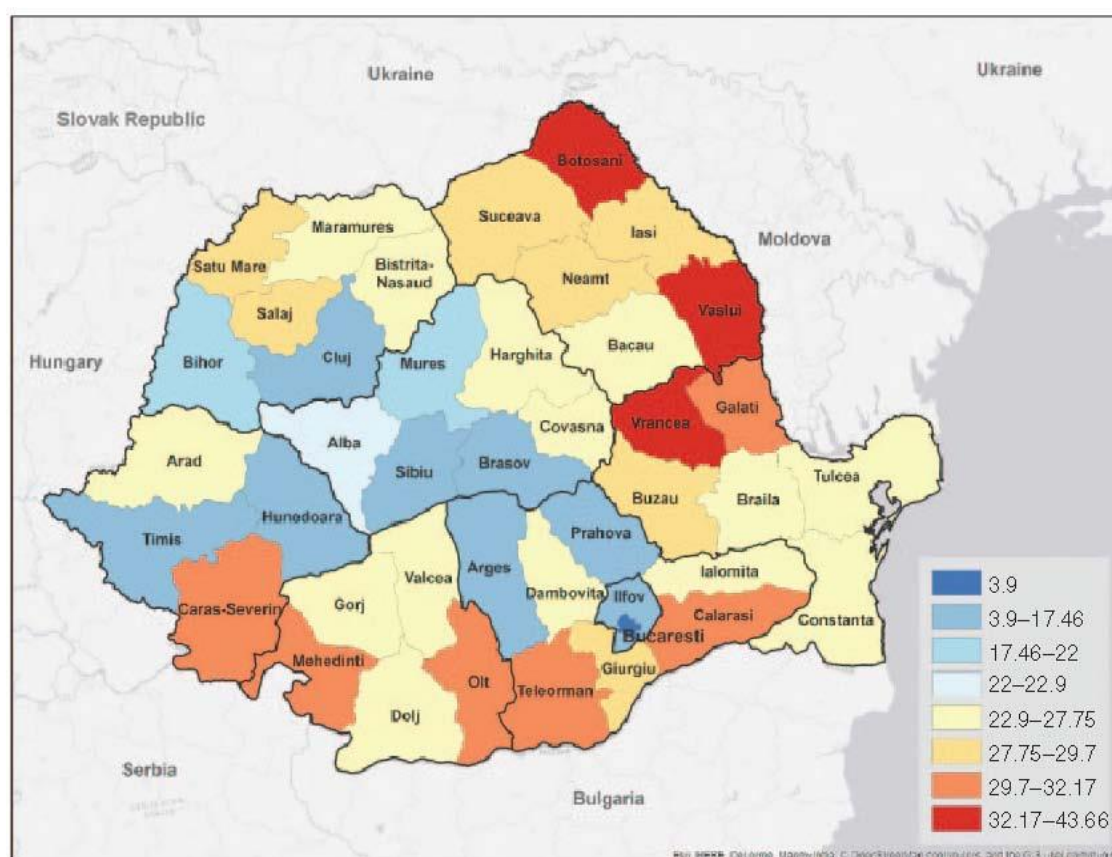 Ukraine
Ukraine
Slovak Republic
Botosani
Suceava
Maramures
Iasi
Moldova
Satu Mare
Bistrita-
Nasaud
Neamt
Salaj
Vaslui
Hungary
Bihor
Cluj
Mures
Harghita
Bacau
Vrancea
Galati
Covasna
Alba
Arad
Sibiu
Brasov
Tulcea
Buzau
Braila
Hunedoara
Timis
Prahova
Arges
Valcea
Ialomita
Dambovita
Ilfov
Gorj
Caras-Severin
Calarasi
Constanta
Bucaresti
Mehedinti
Olt
Teleorman
Giurgiu
Dolj
Serbia
Bulgaria
3.9
3.9–17.46
17.46–22
22–22.9
22.9–27.75
27.75–29.7
29.7–32.17
32.17–43.66